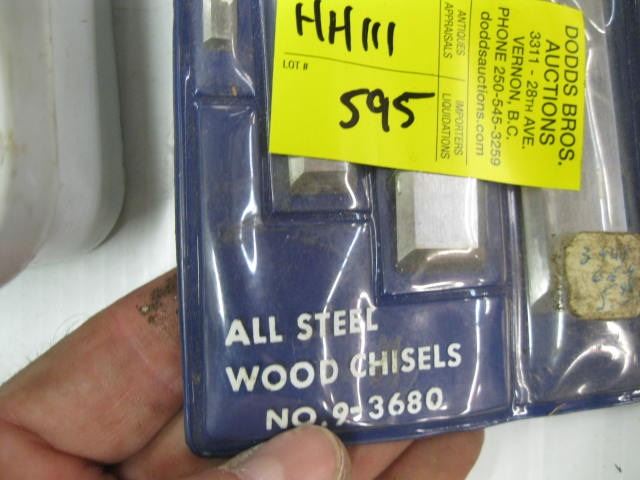 HH111
LOT #
595
ANTIQUES
APPRAISALS
IMPORTERS
LIQUIDATIONS
DODDS BROS.
AUCTIONS
3311 - 28TH AVE.
VERNON, B.C.
PHONE 250-545-3259
doddsauctions.com
ALL STEEL
WOOD CHISELS
NO. 9-3680